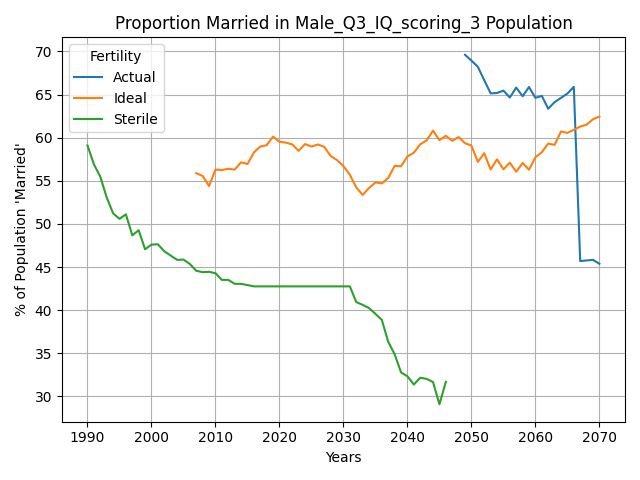 Proportion Married in Male_Q3_IQ_scoring_3 Population
Fertility
Actual
Ideal
Sterile
% of Population 'Married'
70
65
60
55
50
45
40
35
30
1990 2000 2010 2020 2030 2040 2050 2060 2070
Years